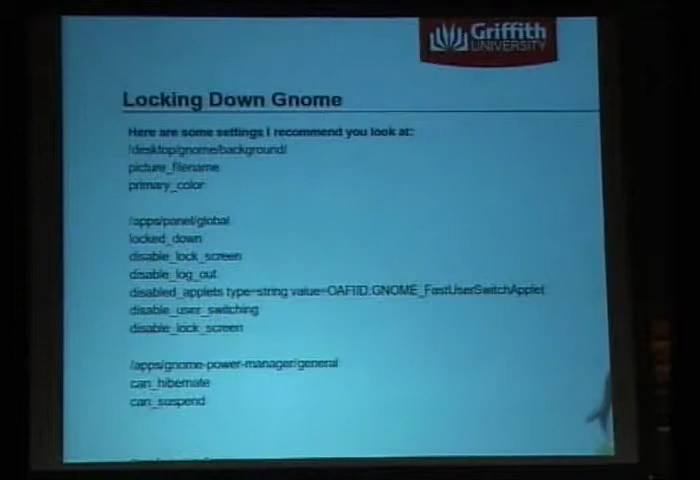 Griffith
UNIVERSITY
Locking Down Gnome
Here are some settings I recommend you look at:
/desktop/gnome/background/
picture_filename
primary_color
/apps/panel/global
locked_down
disable_lock_screen
disable_log_out
disabled_applets type=string value=OAFIID:GNOME_FastUserSwitchApplet
disable_user_switching
disable_lock_screen
/apps/gnome-power-manager/general
can_hibernate
can_suspend